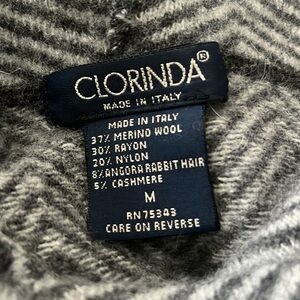 CLORINDA®
MADE IN ITALY
MADE IN ITALY
37% MERINO WOOL
30% RAYON
20% NYLON
8% ANGORA RABBIT HAIR
5% CASHMERE
M
RN 75343
CARE ON REVERSE